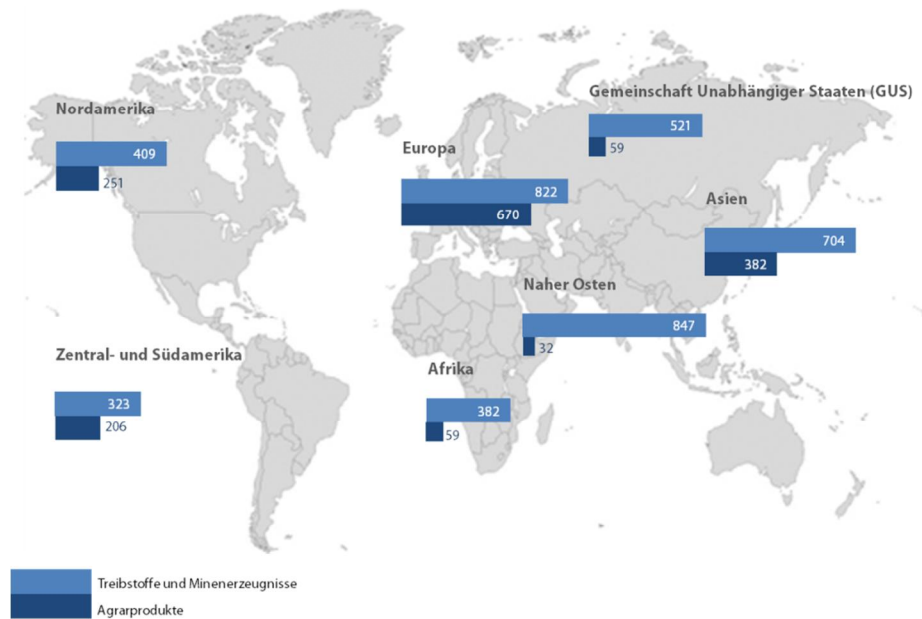 Nordamerika
409
251
Gemeinschaft Unabhängiger Staaten (GUS)
521
59
Europa
822
670
Asien
704
382
Naher Osten
847
32
Zentral- und Südamerika
323
206
Afrika
382
59
Treibstoffe und Minenerzeugnisse
Agrarprodukte